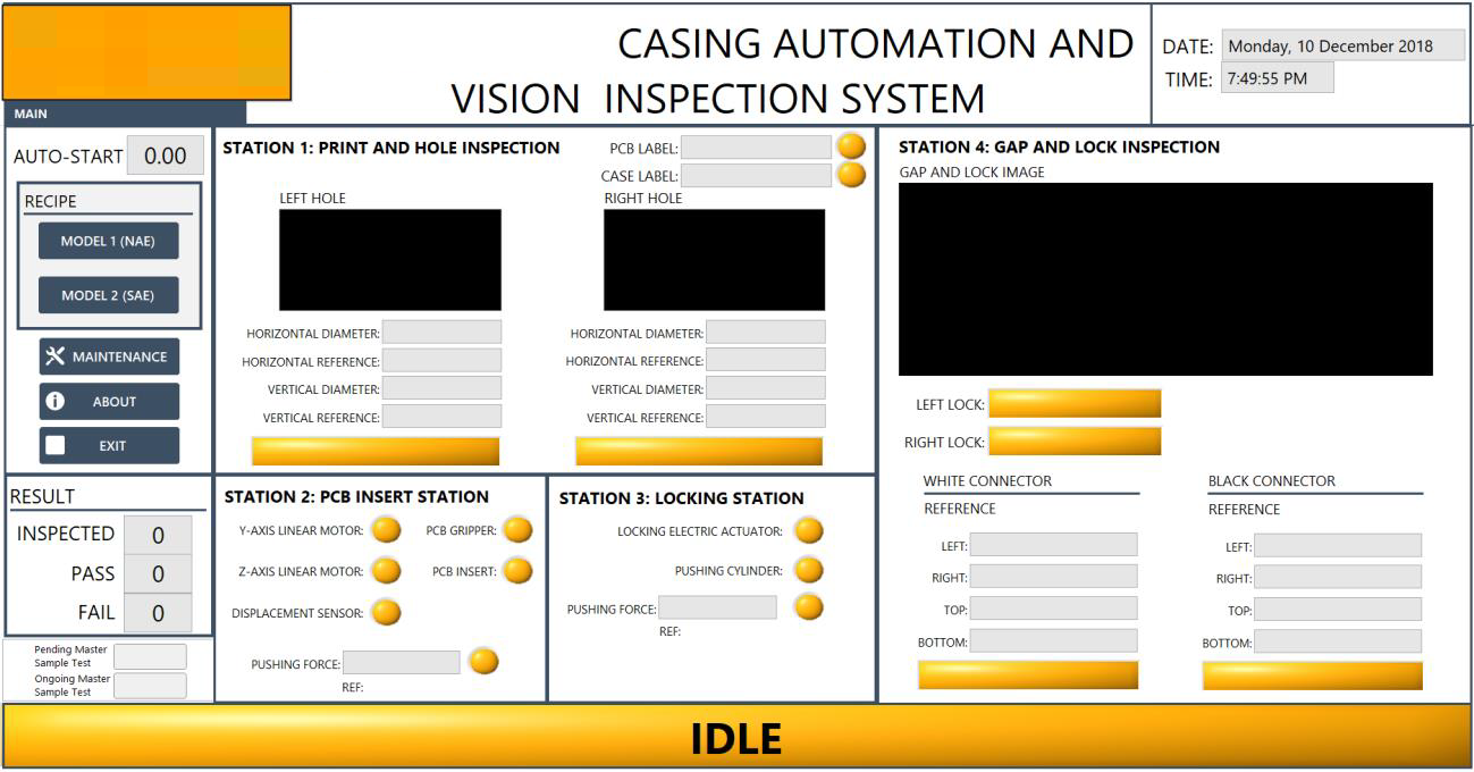 CASING AUTOMATION AND
VISION INSPECTION SYSTEM
DATE: Monday, 10 December 2018
TIME: 7:49:55 PM
MAIN
AUTO-START 0.00
RECIPE
MODEL 1 (NAE)
MODEL 2 (SAE)
MAINTENANCE
ABOUT
EXIT
RESULT
INSPECTED 0
PASS 0
FAIL 0
Pending Master
Sample Test
Ongoing Master
Sample Test
STATION 1: PRINT AND HOLE INSPECTION
PCB LABEL:
CASE LABEL:
LEFT HOLE
HORIZONTAL DIAMETER:
HORIZONTAL REFERENCE:
VERTICAL DIAMETER:
VERTICAL REFERENCE:
RIGHT HOLE
HORIZONTAL DIAMETER:
HORIZONTAL REFERENCE:
VERTICAL DIAMETER:
VERTICAL REFERENCE:
STATION 2: PCB INSERT STATION
Y-AXIS LINEAR MOTOR: PCB GRIPPER:
Z-AXIS LINEAR MOTOR: PCB INSERT:
DISPLACEMENT SENSOR:
PUSHING FORCE:
REF:
STATION 3: LOCKING STATION
LOCKING ELECTRIC ACTUATOR:
PUSHING CYLINDER:
PUSHING FORCE:
REF:
STATION 4: GAP AND LOCK INSPECTION
GAP AND LOCK IMAGE
LEFT LOCK:
RIGHT LOCK:
WHITE CONNECTOR
REFERENCE
LEFT:
RIGHT:
TOP:
BOTTOM:
BLACK CONNECTOR
REFERENCE
LEFT:
RIGHT:
TOP:
BOTTOM:
IDLE